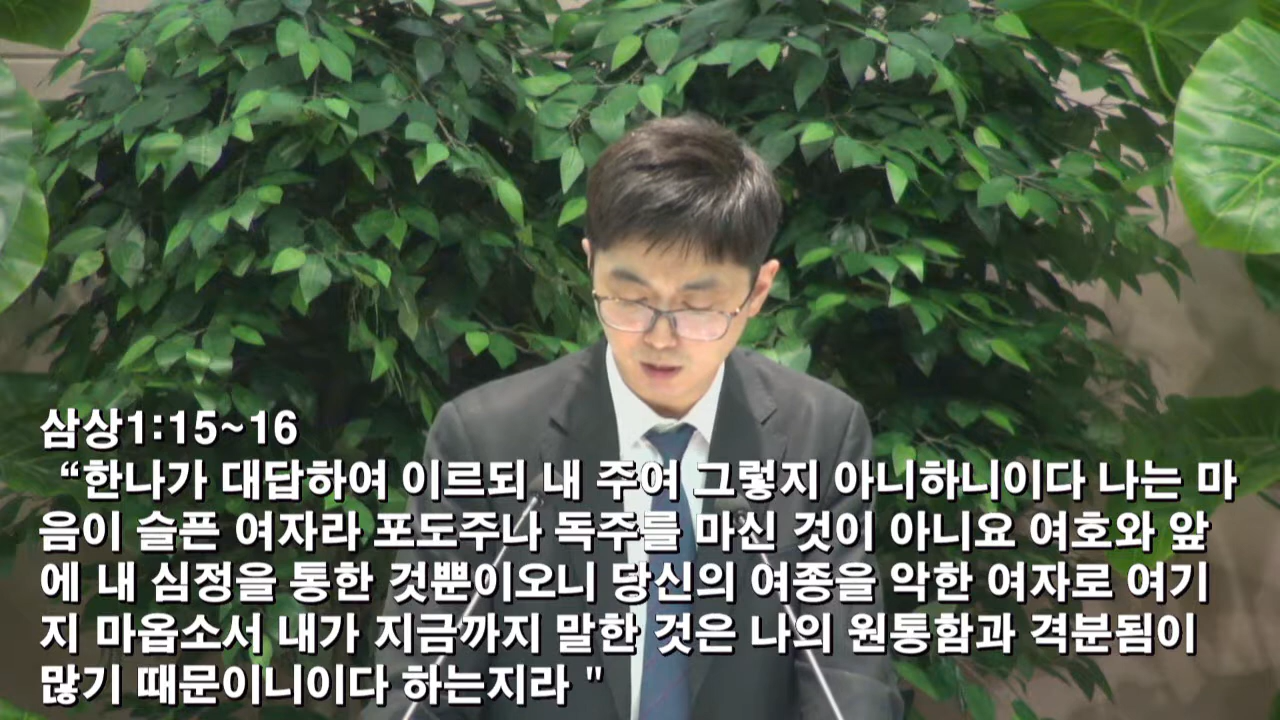 삼상1:15~16
“한나가 대답하여 이르되 내 주여 그렇지 아니하니이다 나는 마
음이 슬픈 여자라 포도주나 독주를 마신 것이 아니요 여호와 앞
에 내 심정을 통한 것뿐이오니 당신의 여종을 악한 여자로 여기
지 마옵소서 내가 지금까지 말한 것은 나의 원통함과 격분됨이
많기 때문이니이다 하는지라 "